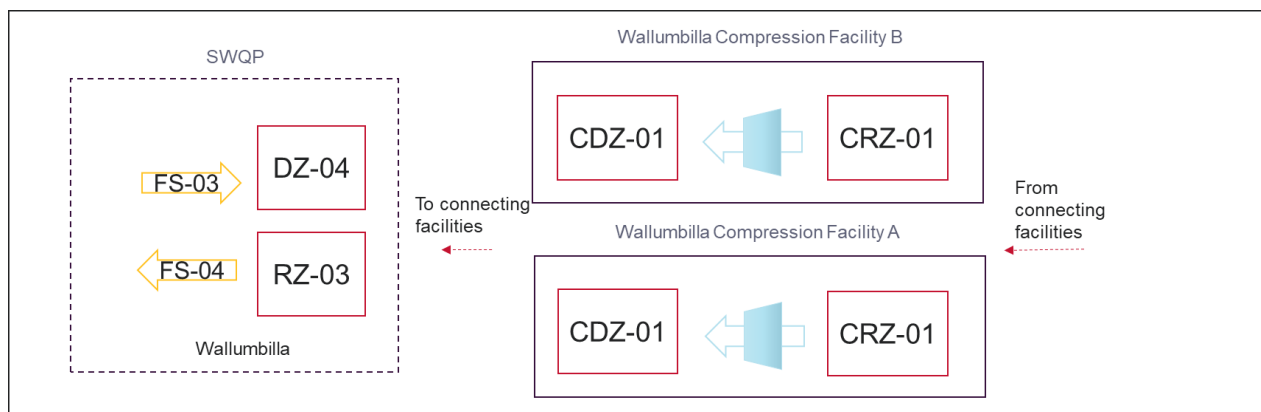 SWQP
FS-03
DZ-04
FS-04
RZ-03
Wallumbilla
To connecting
facilities
Wallumbilla Compression Facility B
CDZ-01
CRZ-01
Wallumbilla Compression Facility A
CDZ-01
CRZ-01
From
connecting
facilities